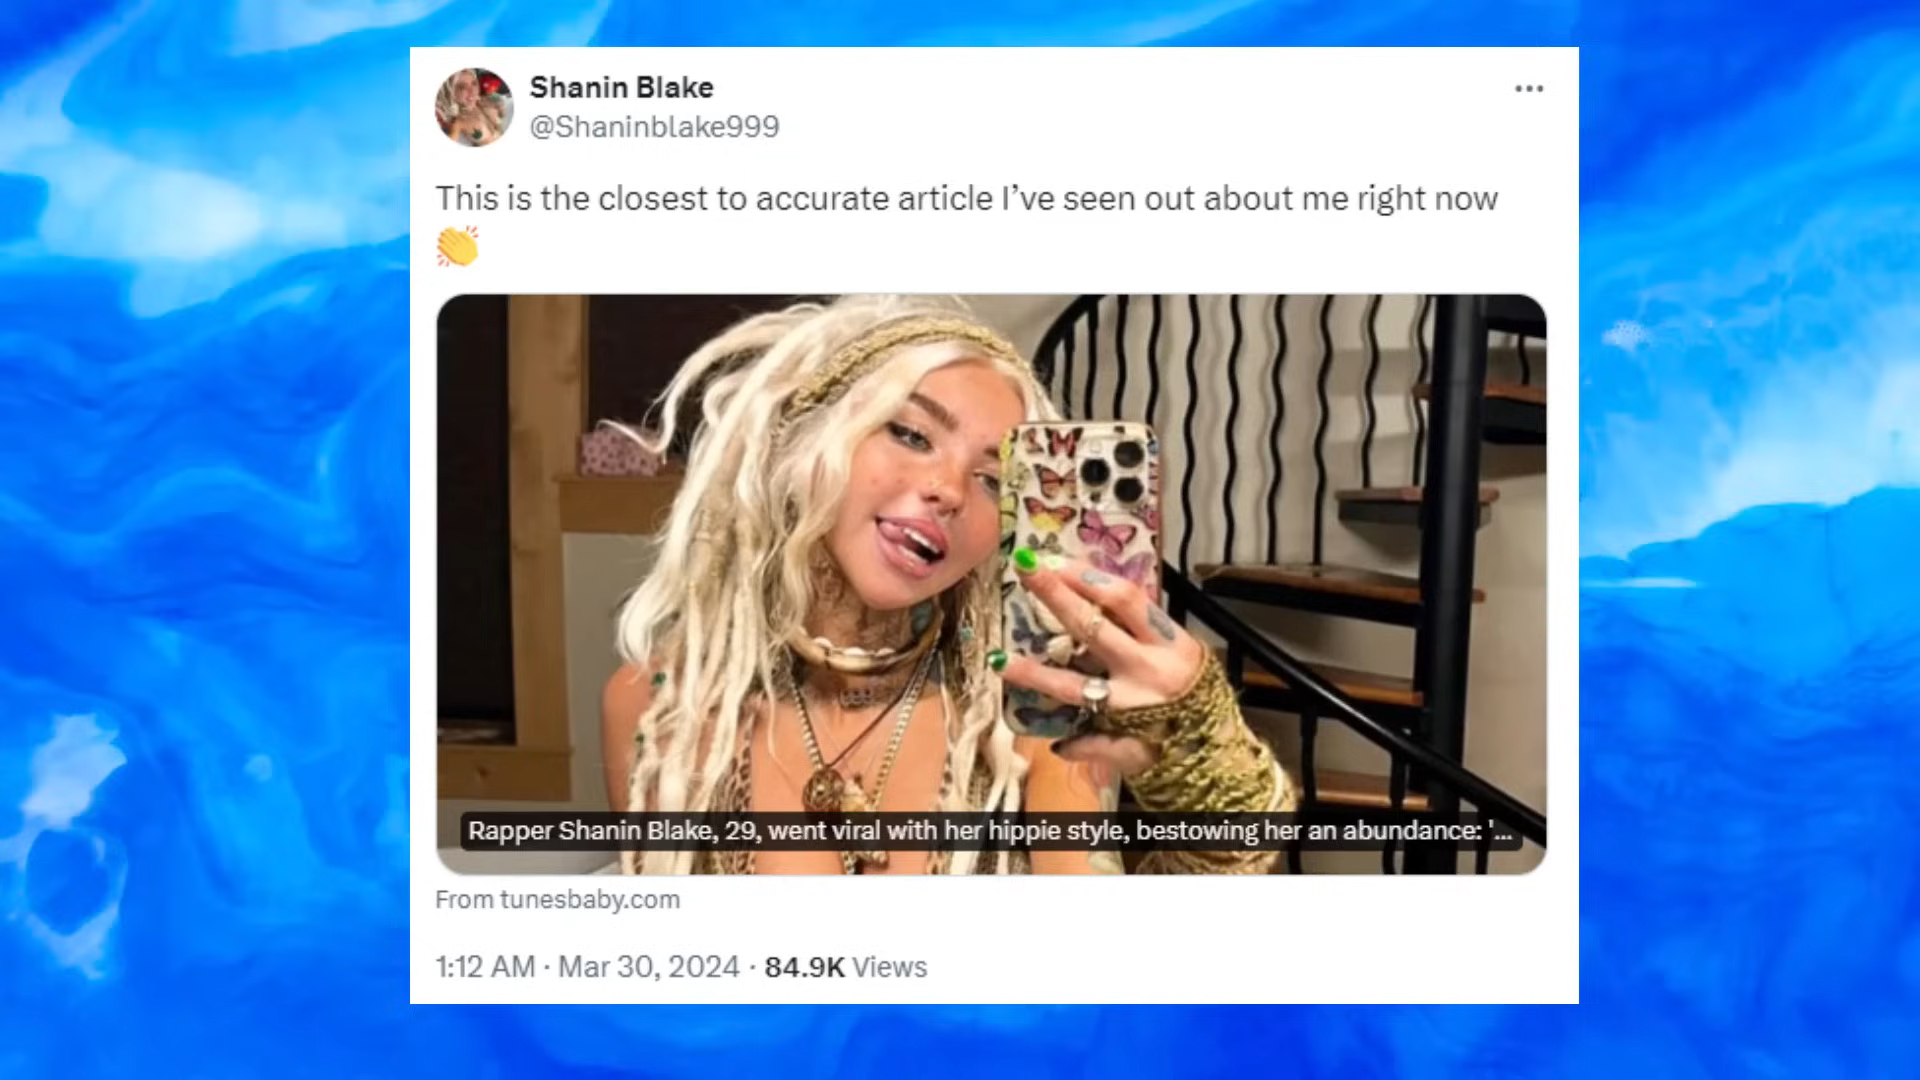 Shanin Blake
@Shaninblake999
This is the closest to accurate article I’ve seen out about me right now
👏
Rapper Shanin Blake, 29, went viral with her hippie style, bestowing her an abundance: '...
From tunesbaby.com
1:12 AM · Mar 30, 2024 · 84.9K Views